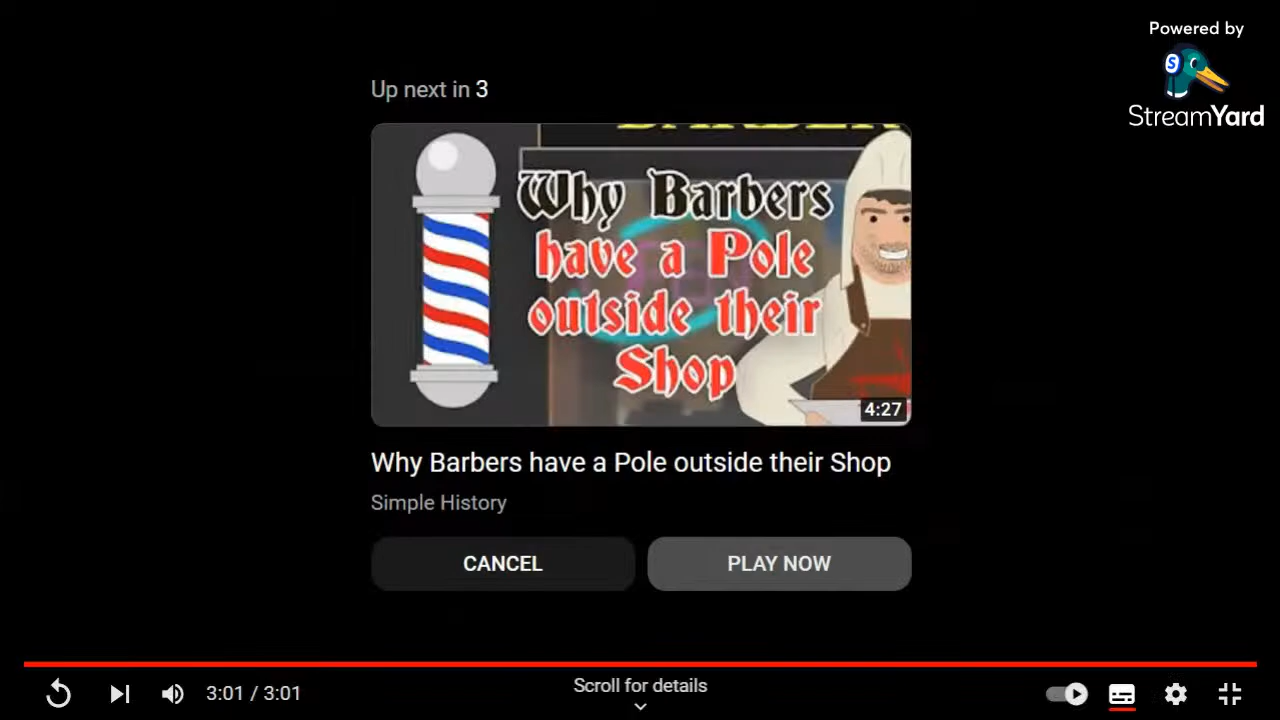 Powered by
StreamYard
Up next in 3
Why Barbers
have a Pole
outside their
Shop
4:27
Why Barbers have a Pole outside their Shop
Simple History
CANCEL
PLAY NOW
3:01 / 3:01
Scroll for details